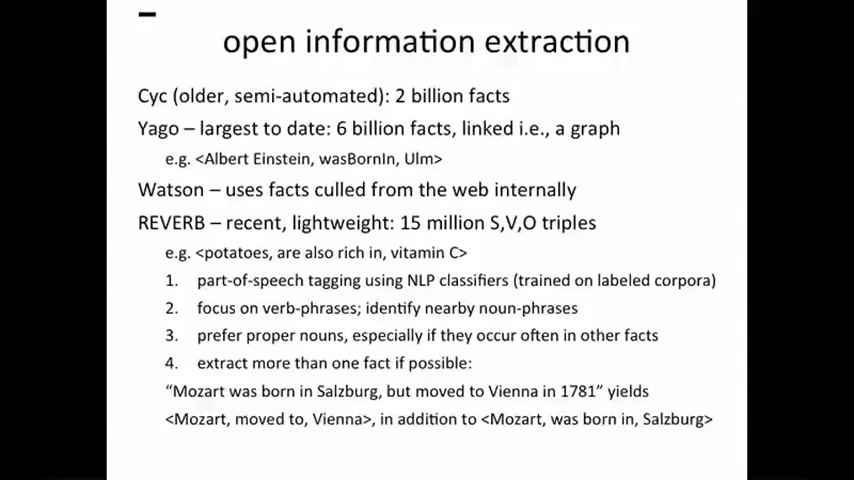 open information extraction
Cyc (older, semi-automated): 2 billion facts
Yago – largest to date: 6 billion facts, linked i.e., a graph
e.g. <Albert Einstein, wasBornIn, Ulm>
Watson – uses facts culled from the web internally
REVERB – recent, lightweight: 15 million S,V,O triples
e.g. <potatoes, are also rich in, vitamin C>
1. part-of-speech tagging using NLP classifiers (trained on labeled corpora)
2. focus on verb-phrases; identify nearby noun-phrases
3. prefer proper nouns, especially if they occur often in other facts
4. extract more than one fact if possible:
“Mozart was born in Salzburg, but moved to Vienna in 1781” yields
<Mozart, moved to, Vienna>, in addition to <Mozart, was born in, Salzburg>